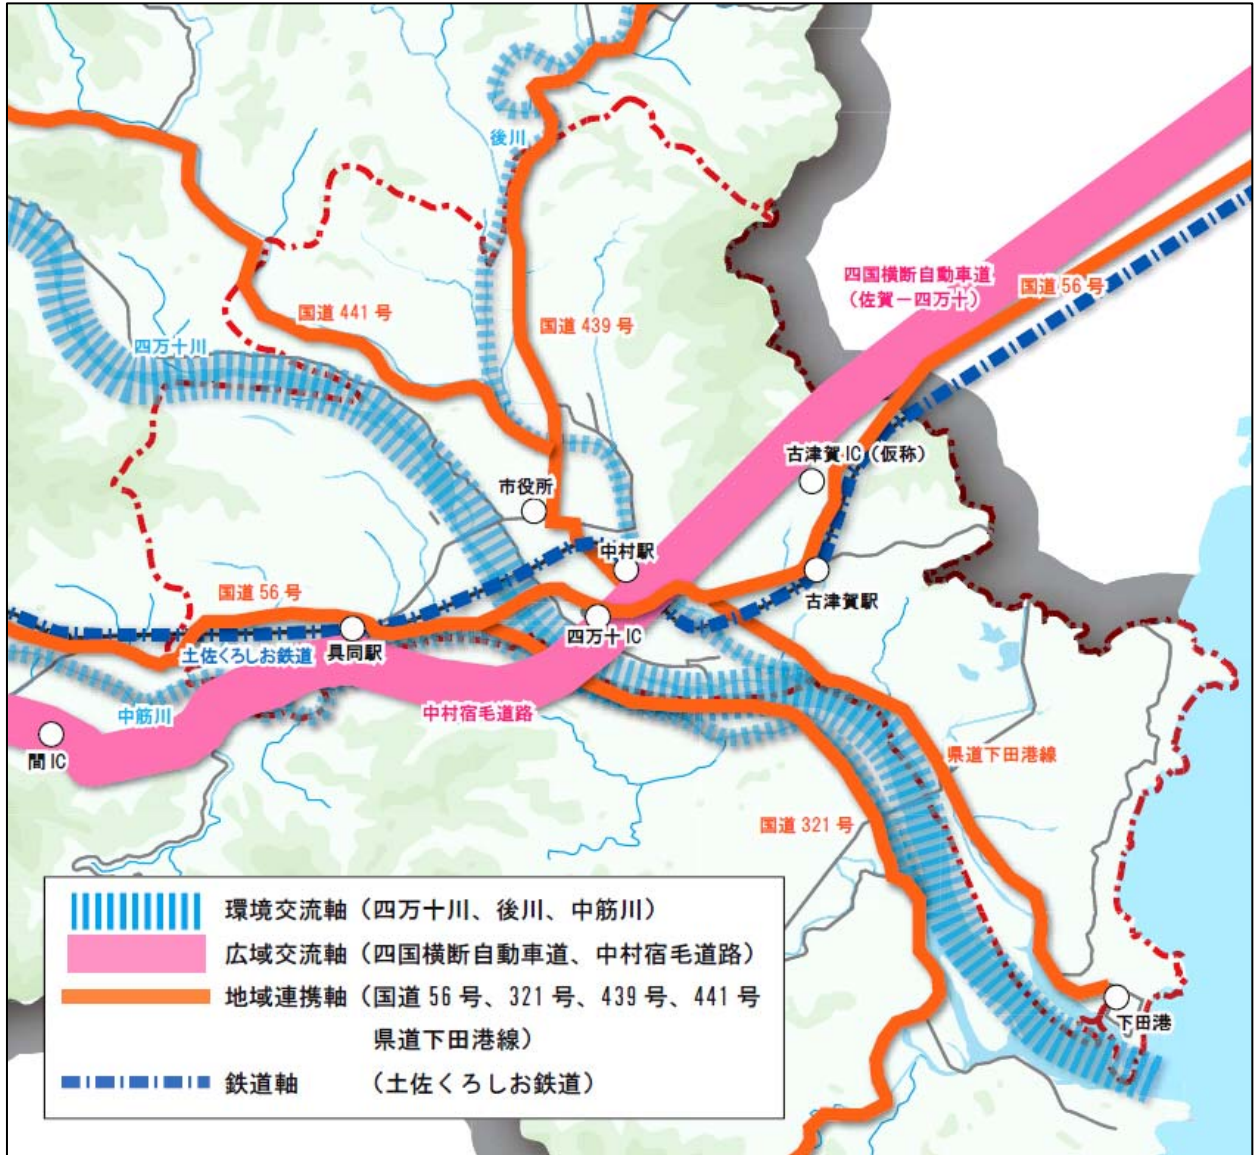 後川
四国横断自動車道
（佐賀－四万十）
国道 56 号
国道 441 号
国道 439 号
四万十川
古津賀 IC（仮称）
市役所
中村駅
古津賀駅
国道 56 号
四万十 IC
具同駅
土佐くろしお鉄道
中筋川
中村宿毛道路
間 IC
県道下田港線
国道 321 号
下田港
環境交流軸（四万十川、後川、中筋川）
広域交流軸（四国横断自動車道、中村宿毛道路）
地域連携軸（国道 56 号、321 号、439 号、441 号
県道下田港線）
鉄道軸 （土佐くろしお鉄道）